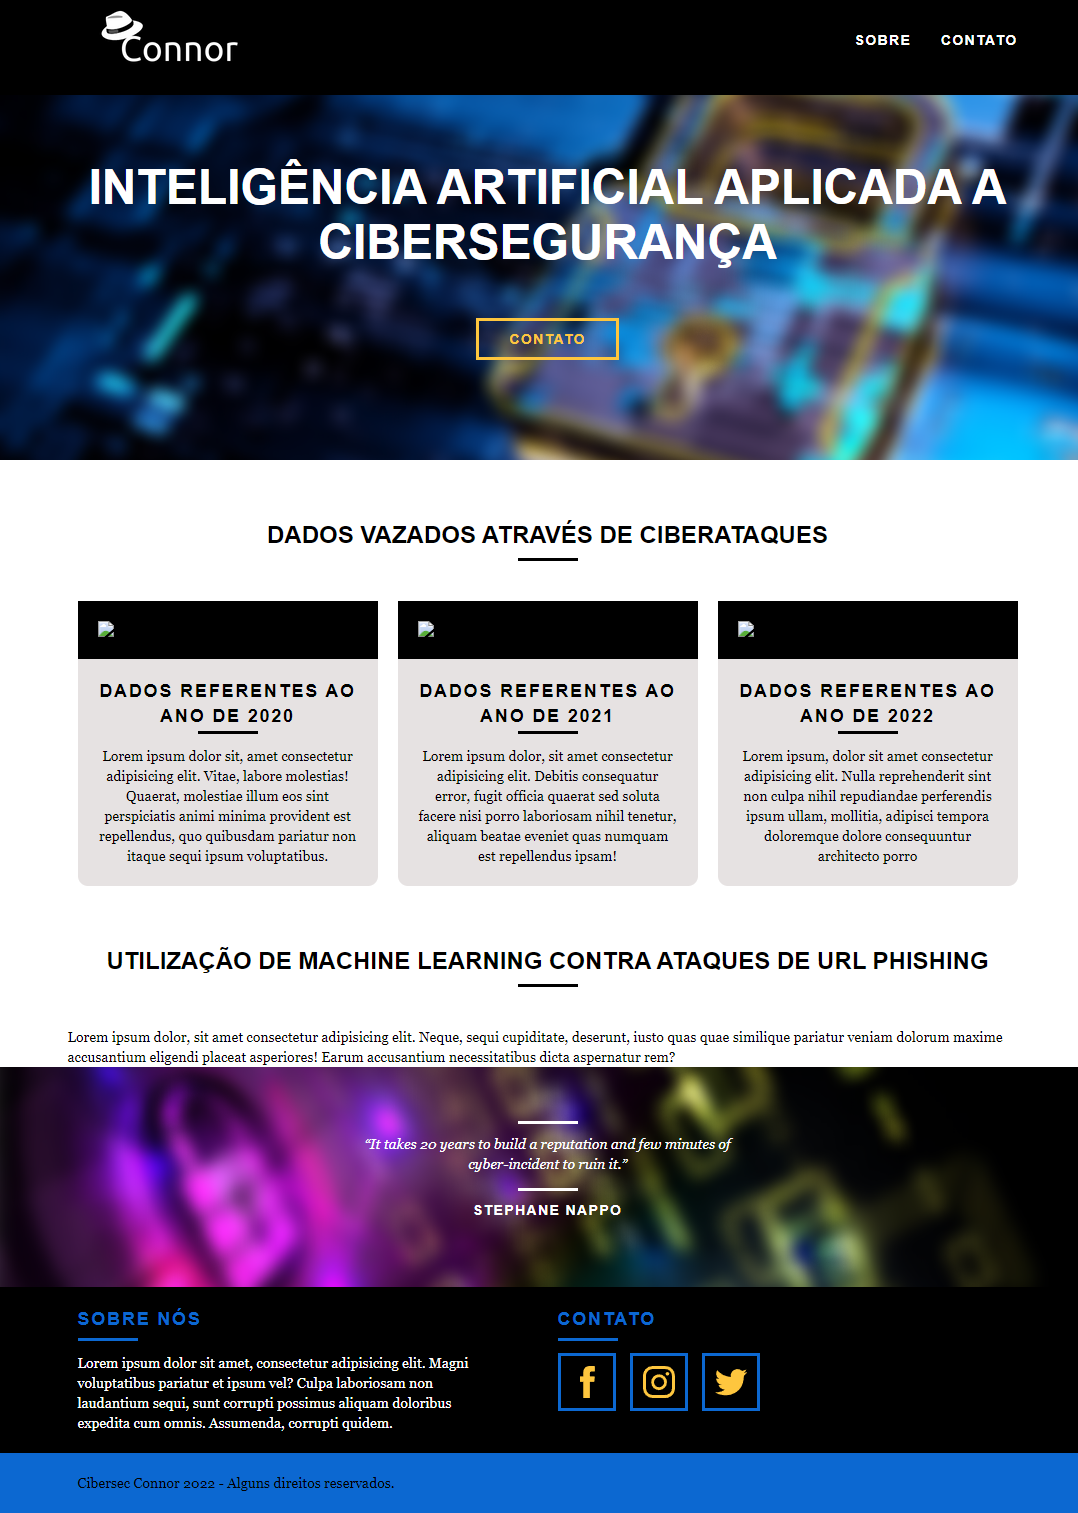 Connor
SOBRE CONTATO
INTELIGÊNCIA ARTIFICIAL APLICADA A
CIBERSEGURANÇA
CONTATO
DADOS VAZADOS ATRAVÉS DE CIBERATAQUES
DADOS REFERENTES AO
ANO DE 2020
Lorem ipsum dolor sit, amet consectetur
adipisicing elit. Vitae, labore molestias!
Quaerat, molestiae illum eos sint
perspiciatis animi minima provident est
repellendus, quo quibusdam pariatur non
itaque sequi ipsum voluptatibus.
DADOS REFERENTES AO
ANO DE 2021
Lorem ipsum dolor, sit amet consectetur
adipisicing elit. Debitis consequatur
error, fugit officia quaerat sed soluta
facere nisi porro laboriosam nihil tenetur,
aliquam beatae eveniet quas numquam
est repellendus ipsam!
DADOS REFERENTES AO
ANO DE 2022
Lorem ipsum, dolor sit amet consectetur
adipisicing elit. Nulla reprehenderit sint
non culpa nihil repudiandae perferendis
ipsum ullam, mollitia, adipisci tempora
doloremque dolore consequuntur
architecto porro
UTILIZAÇÃO DE MACHINE LEARNING CONTRA ATAQUES DE URL PHISHING
Lorem ipsum dolor, sit amet consectetur adipisicing elit. Neque, sequi cupiditate, deserunt, iusto quas quae similique pariatur veniam dolorum maxime
accusantium eligendi placeat asperiores! Earum accusantium necessitatibus dicta aspernatur rem?
“It takes 20 years to build a reputation and few minutes of
cyber-incident to ruin it.”
STEPHANE NAPPO
SOBRE NÓS
Lorem ipsum dolor sit amet, consectetur adipisicing elit. Magni
voluptatibus pariatur et ipsum vel? Culpa laboriosam non
laudantium sequi, sunt corrupti possimus aliquam doloribus
expedita cum omnis. Assumenda, corrupti quidem.
CONTATO
Cibersec Connor 2022 - Alguns direitos reservados.